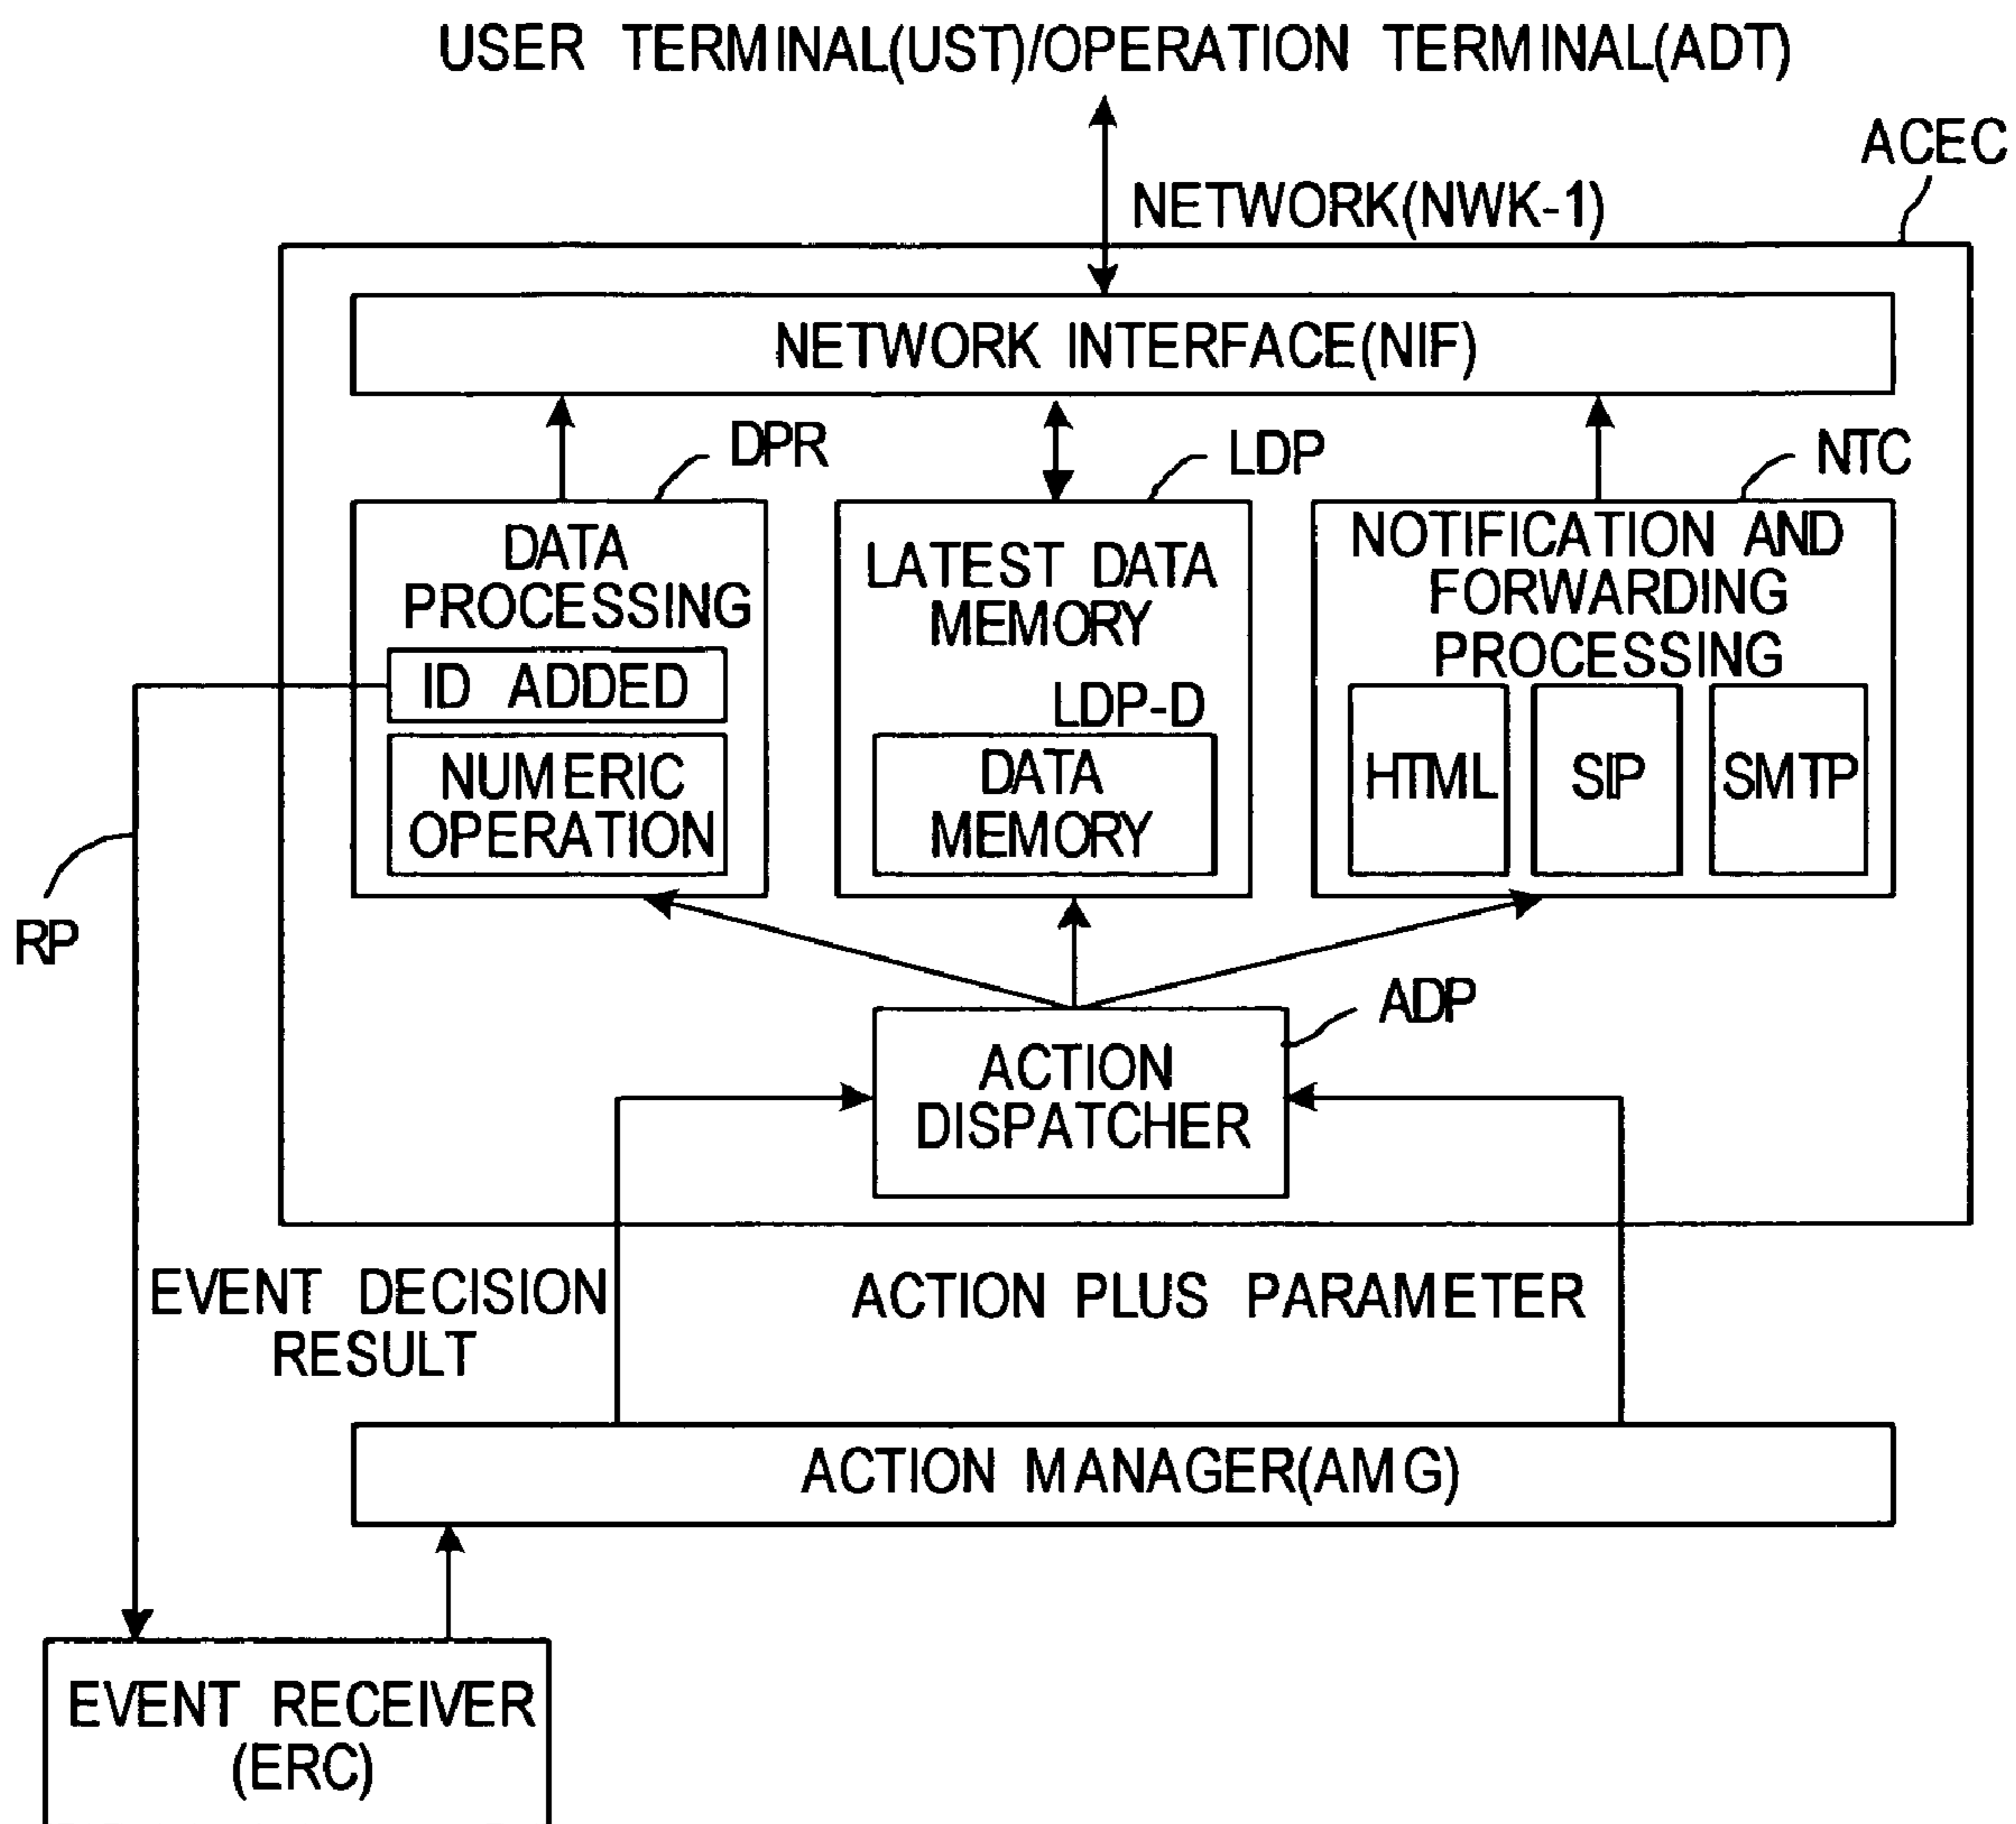 USER TERMINAL(UST)/OPERATION TERMINAL(ADT)
ACEC
NETWORK(NWK-1)
NETWORK INTERFACE(NIF)
DPR
LDP
NTC
DATA
PROCESSING
ID ADDED
NUMERIC
OPERATION
LATEST DATA
MEMORY
LDP-D
DATA
MEMORY
NOTIFICATION AND
FORWARDING
PROCESSING
HTML
SIP
SMTP
RP
ADP
ACTION
DISPATCHER
EVENT DECISION
RESULT
ACTION PLUS PARAMETER
ACTION MANAGER(AMG)
EVENT RECEIVER
(ERC)